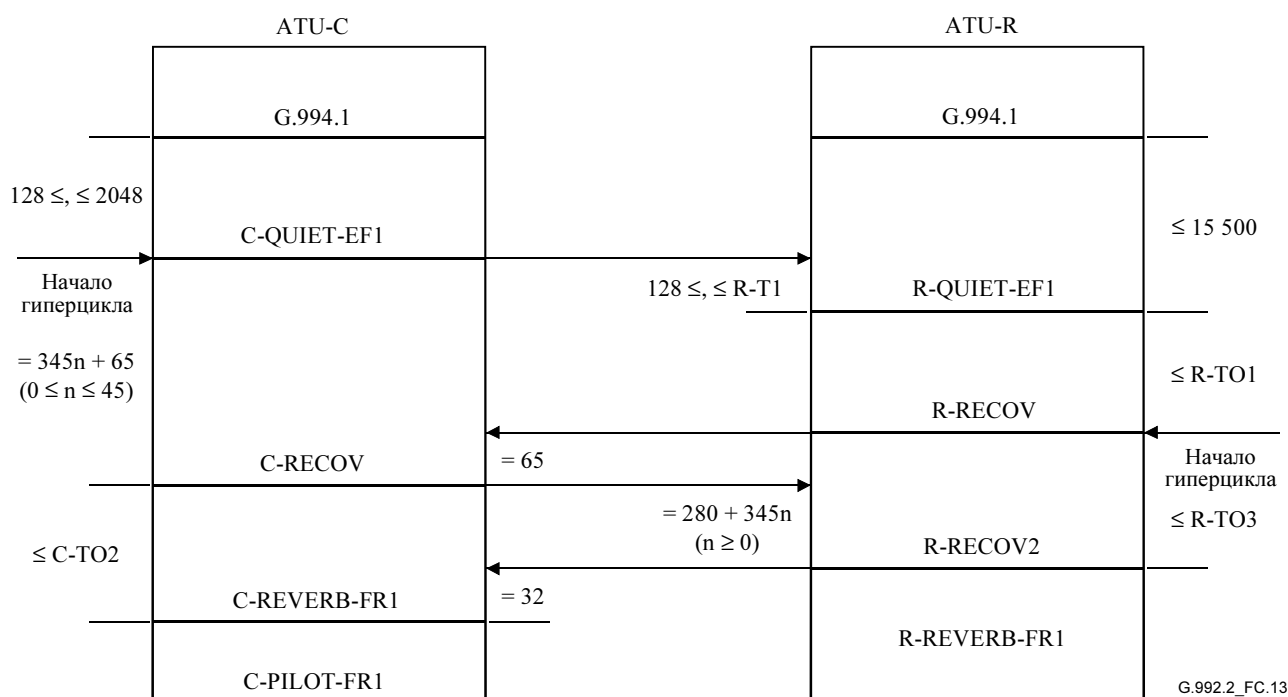 ATU-C
ATU-R
G.994.1
G.994.1
128 ≤, ≤ 2048
C-QUIET-EF1
≤ 15 500
Начало
гиперцикла
128 ≤, ≤ R-T1
R-QUIET-EF1
= 345n + 65
(0 ≤ n ≤ 45)
≤ R-TO1
R-RECOV
C-RECOV
= 65
Начало
гиперцикла
= 280 + 345n
(n ≥ 0)
≤ R-TO3
≤ C-TO2
R-RECOV2
C-REVERB-FR1
= 32
R-REVERB-FR1
C-PILOT-FR1
G.992.2_FC.13